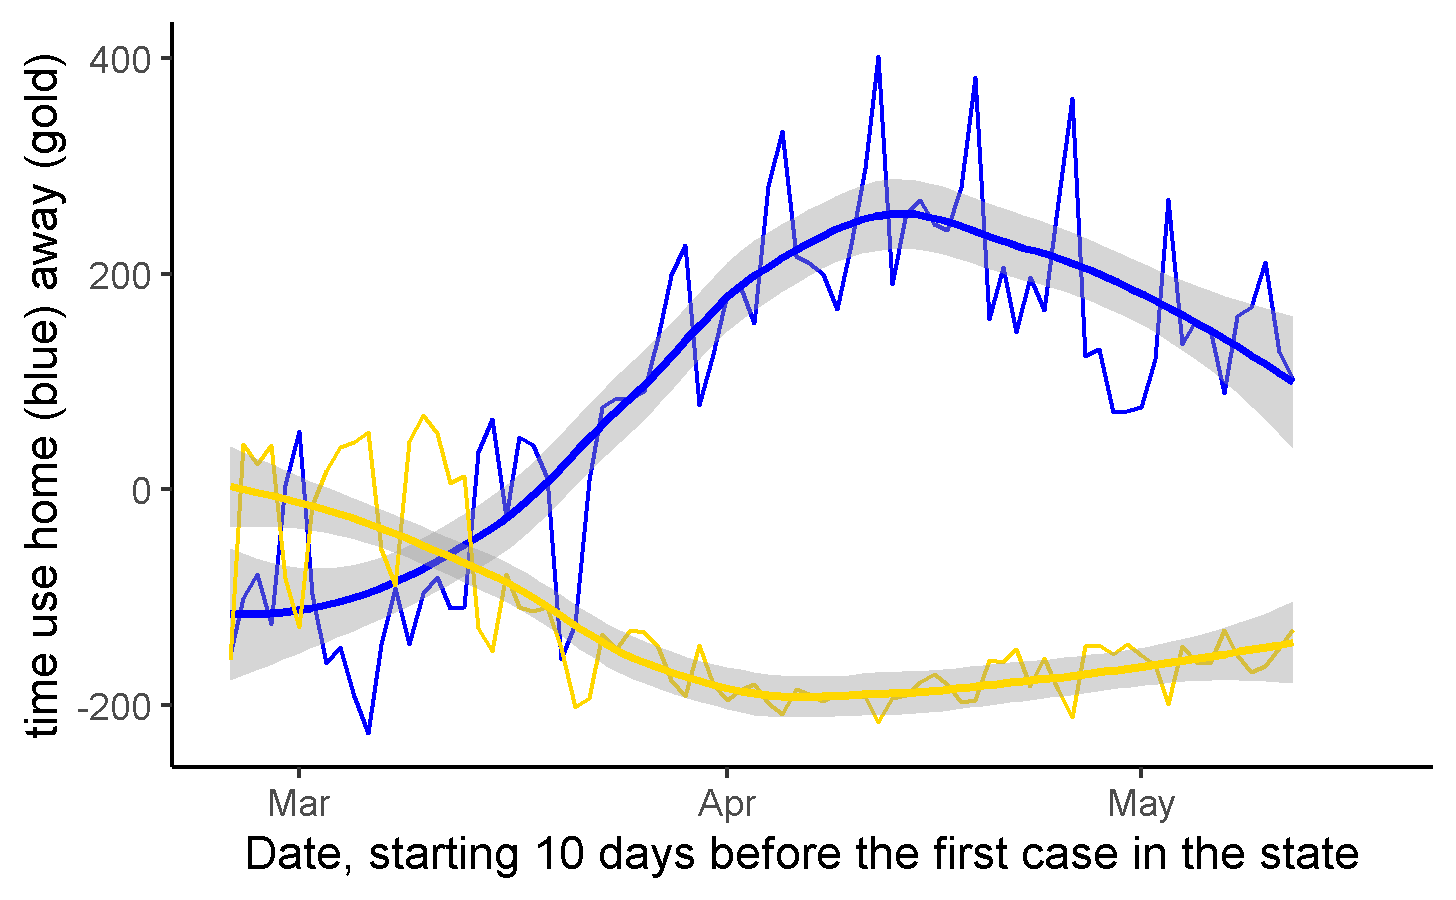 time use home (blue) away (gold)
400
200
0
-200
Mar Apr May
Date, starting 10 days before the first case in the state